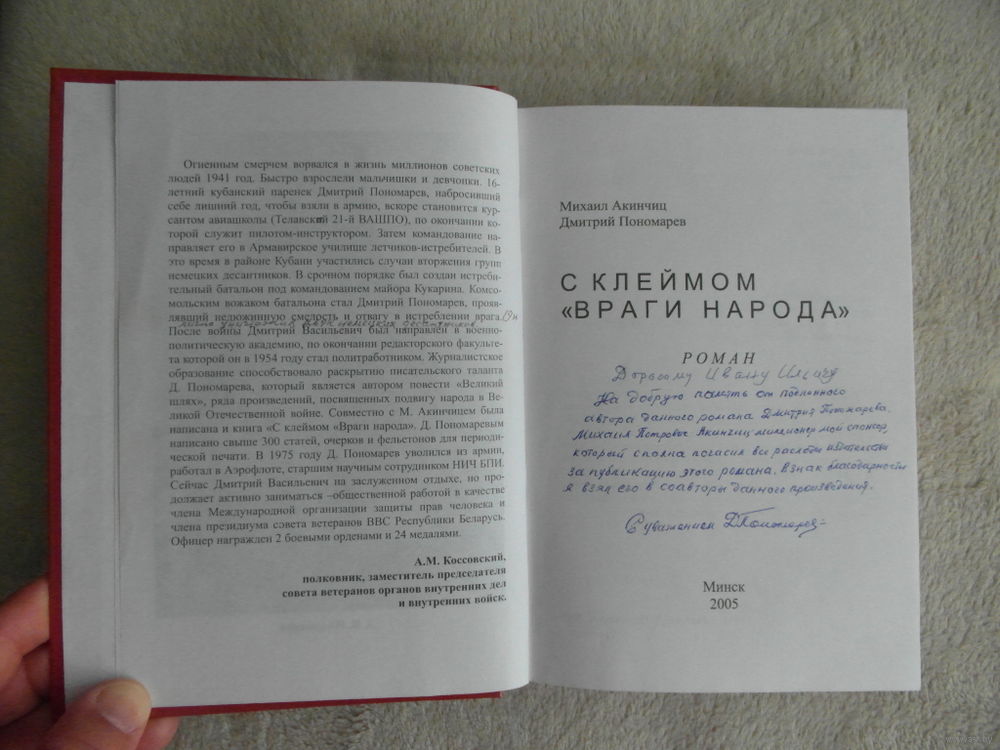 Огненным смерчем ворвался в жизнь миллионов советских
людей 1941 год. Быстро взрослели мальчишки и девчонки. 16-
летний кубанский паренек Дмитрий Пономарев, набросивший
себе лишний год, чтобы взяли в армию, вскоре становится кур-
сантом авиашколы (Телавский 21-й ВАШПО), по окончании ко-
торой служит пилотом-инструктором. Затем командование на-
правляет его в Армавирское училище летчиков-истребителей. В
это время в районе Кубани участились случаи вторжения групп
немецких десантников. В срочном порядке был создан истреби-
тельный батальон под командованием майора Кукарина. Комсо-
мольским вожаком батальона стал Дмитрий Пономарев, прояв-
лявший недюжинную смелость и отвагу в истреблении врага. Он
лично уничтожил двух немецких десантников.
После войны Дмитрий Васильевич был направлен в военно-
политическую академию, по окончании редакторского факульте-
та которой он в 1954 году стал политработником. Журналистское
образование способствовало раскрытию писательского таланта
Д. Пономарева, который является автором повести «Великий
шлях», ряда произведений, посвященных подвигу народа в Ве-
ликой Отечественной войне. Совместно с М. Акинчицем была
написана и книга «С клеймом «Враги народа». Д. Пономаревым
написано свыше 300 статей, очерков и фельетонов для периоди-
ческой печати. В 1975 году Д. Пономарев уволился из армии,
работал в Аэрофлоте, старшим научным сотрудником НИЧ БПИ.
Сейчас Дмитрий Васильевич на заслуженном отдыхе, но про-
должает активно заниматься –общественной работой в качестве
члена Международной организации защиты прав человека и
члена президиума совета ветеранов ВВС Республики Беларусь.
Офицер награжден 2 боевыми орденами и 24 медалями.
А.М. Коссовский,
полковник, заместитель председателя
совета ветеранов органов внутренних дел
и внутренних войск.
Михаил Акинчиц
Дмитрий Пономарев
С КЛЕЙМОМ
«ВРАГИ НАРОДА»
РОМАН
Дорогому Ивану Ильичу
На добрую память от подлинного
автора данного романа Дмитрия Пономарева.
Михаил Петрович Акинчиц миллионер мой спонсор,
который сполна погасил все расходы издательства
за публикацию этого романа. В знак благодарности
я взял его в соавторы данного произведения.
С уважением ДПономарев
Минск
2005